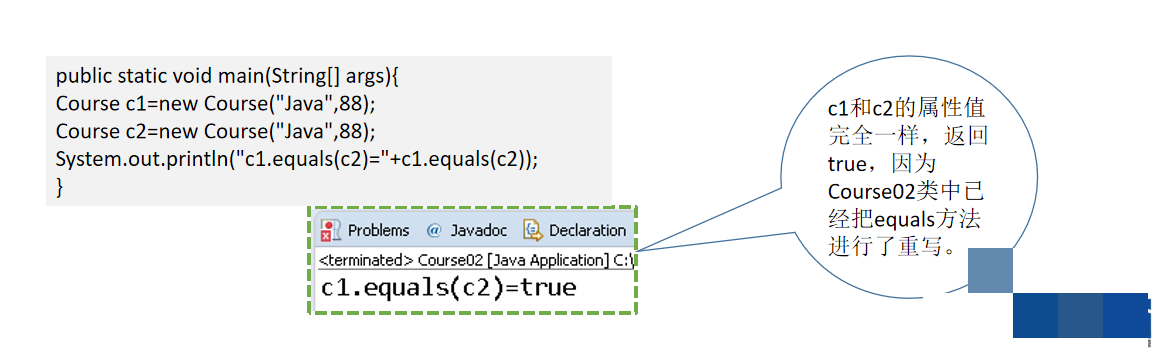 public static void main(String[] args){
Course c1=new Course("Java",88);
Course c2=new Course("Java",88);
System.out.println("c1.equals(c2)="+c1.equals(c2));
}
Problems @ Javadoc Declaration
<terminated> Course02 [Java Application] C:\
c1.equals(c2)=true
c1和c2的属性值
完全一样，返回
true，因为
Course02类中已
经把equals方法
进行了重写。